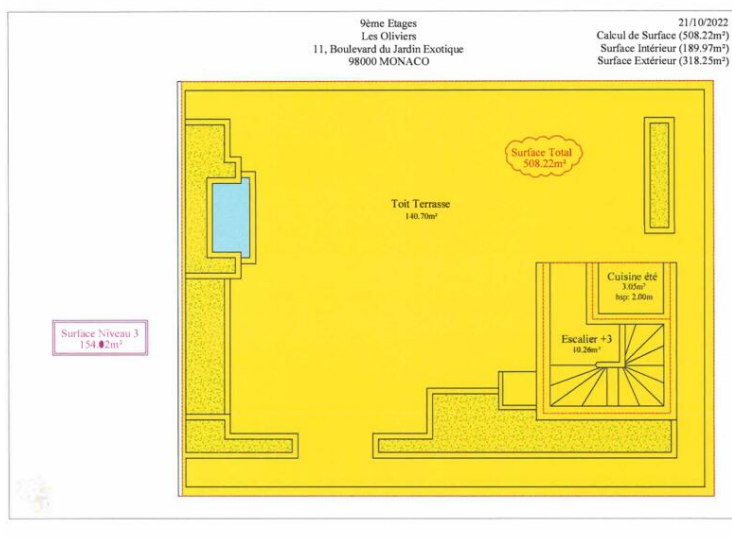 9ème Etages
Les Oliviers
11, Boulevard du Jardin Exotique
98000 MONACO
21/10/2022
Calcul de Surface (508.22m²)
Surface Intérieur (189.97m²)
Surface Extérieur (318.25m²)
Surface Total
508.22m²
Toit Terrasse
140.70m²
Cuisine été
3.05m²
hsp: 2.00m
Surface Niveau 3
154.02m²
Escalier +3
10.26m²